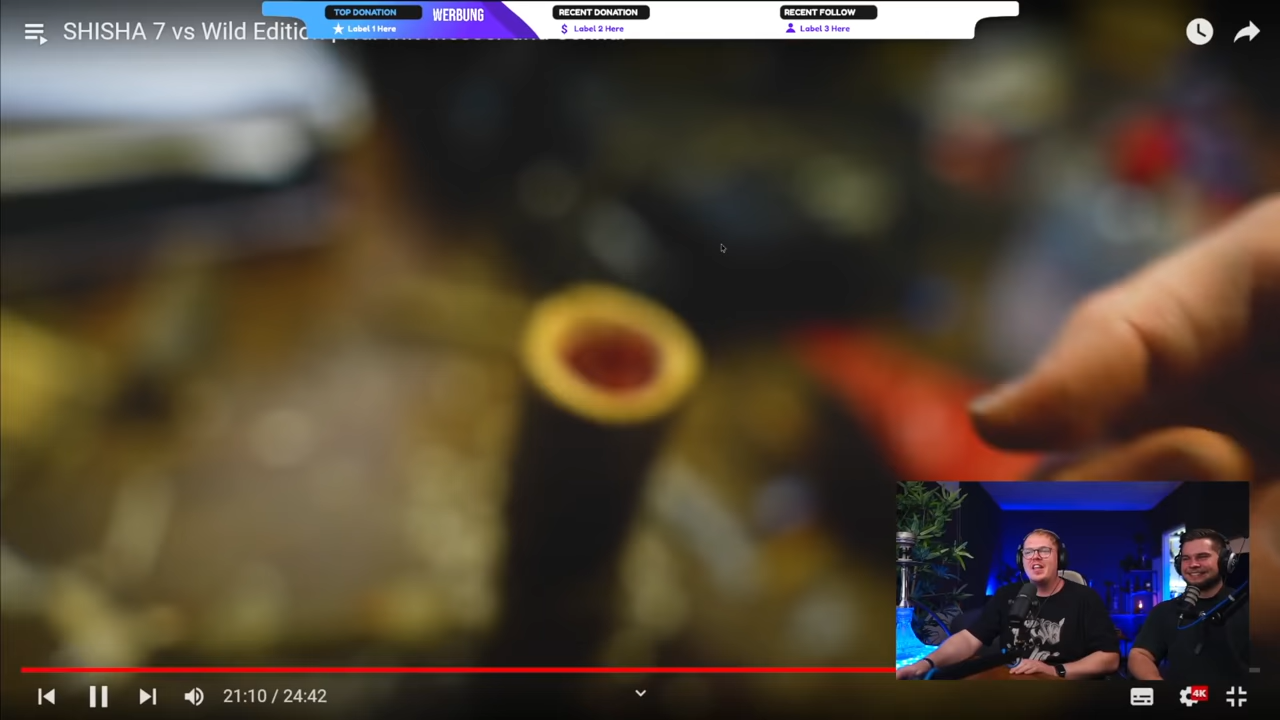 TOP DONATION
WERBUNG
RECENT DONATION
RECENT FOLLOW
Label 1 Here
Label 2 Here
Label 3 Here
SHISHA 7 vs Wild Edition
21:10 / 24:42
4K